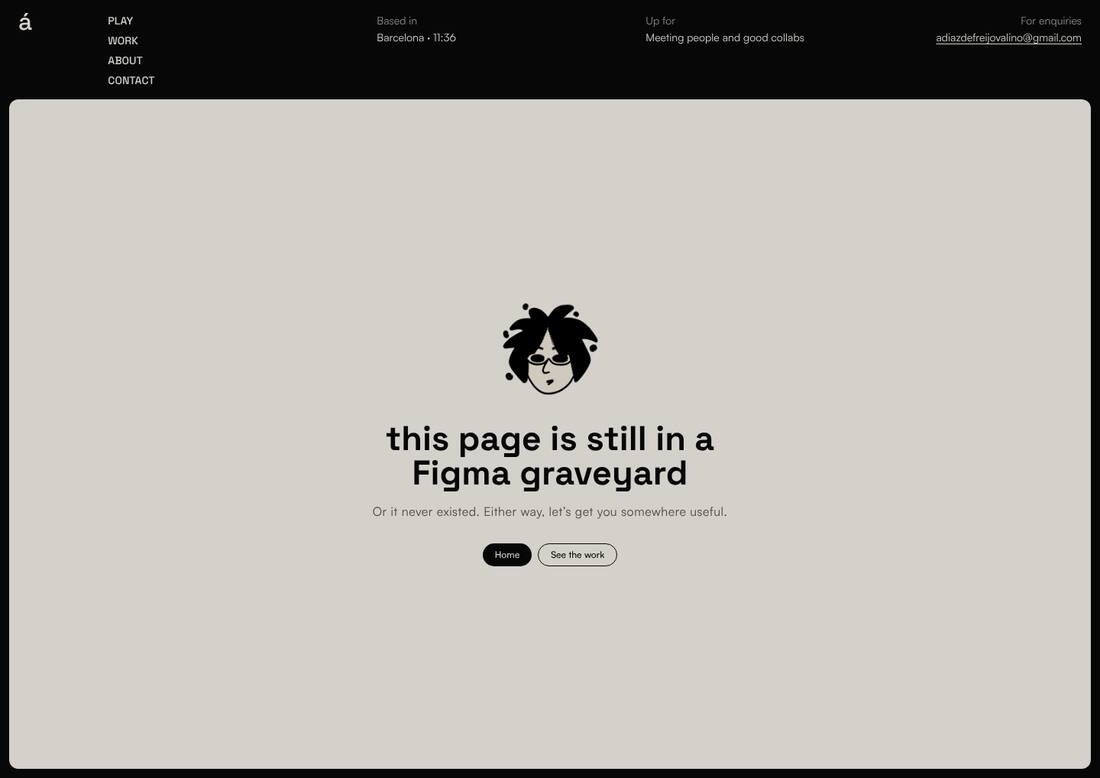 á
PLAY
WORK
ABOUT
CONTACT
Based in
Barcelona · 11:36
Up for
Meeting people and good collabs
For enquiries
adiazdefreijovalino@gmail.com
this page is still in a
Figma graveyard
Or it never existed. Either way, let’s get you somewhere useful.
Home
See the work